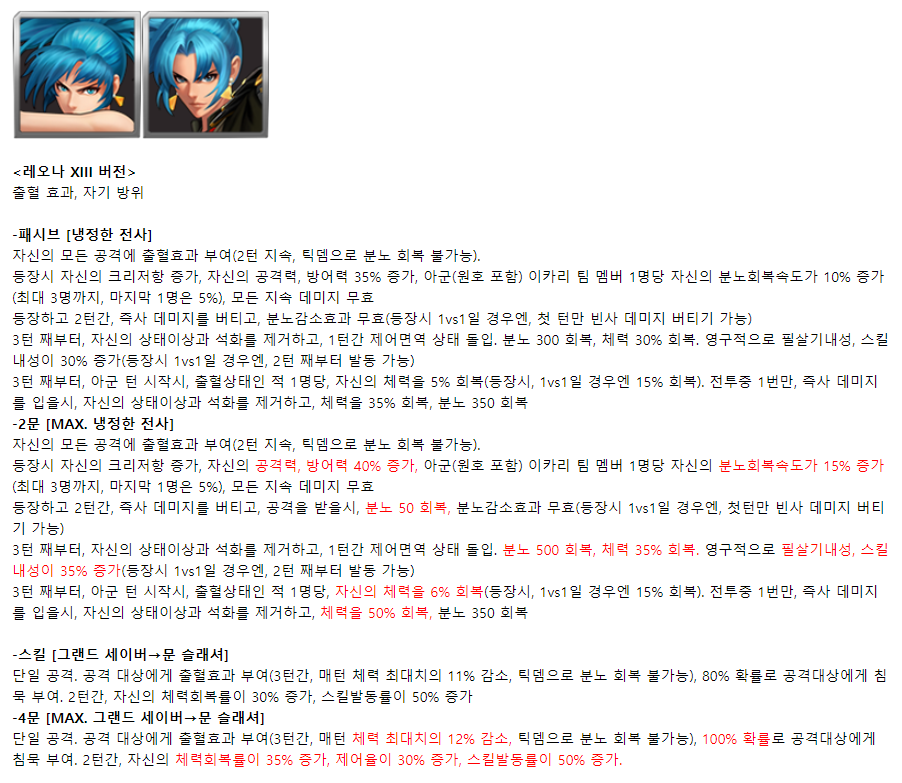 <레오나 XIII 버전>
출혈 효과, 자기 방위
-패시브 [냉정한 전사]
자신의 모든 공격에 출혈효과 부여(2턴 지속, 틱뎀으로 분노 회복 불가능).
등장시 자신의 크리저항 증가, 자신의 공격력, 방어력 35% 증가, 아군(원호 포함) 이카리 팀 멤버 1명당 자신의 분노회복속도가 10% 증가
(최대 3명까지, 마지막 1명은 5%), 모든 지속 데미지 무효
등장하고 2턴간, 즉사 데미지를 버티고, 분노감소효과 무효(등장시 1vs1일 경우엔, 첫 턴만 빈사 데미지 버티기 가능)
3턴 째부터, 자신의 상태이상과 석화를 제거하고, 1턴간 제어면역 상태 돌입. 분노 300 회복, 체력 30% 회복. 영구적으로 필살기내성, 스킬
내성이 30% 증가(등장시 1vs1일 경우엔, 2턴 째부터 발동 가능)
3턴 째부터, 아군 턴 시작시, 출혈상태인 적 1명당, 자신의 체력을 5% 회복(등장시, 1vs1일 경우엔 15% 회복). 전투중 1번만, 즉사 데미지
를 입을시, 자신의 상태이상과 석화를 제거하고, 체력을 35% 회복, 분노 350 회복
-2문 [MAX. 냉정한 전사]
자신의 모든 공격에 출혈효과 부여(2턴 지속, 틱뎀으로 분노 회복 불가능).
등장시 자신의 크리저항 증가, 자신의 공격력, 방어력 40% 증가, 아군(원호 포함) 이카리 팀 멤버 1명당 자신의 분노회복속도가 15% 증가
(최대 3명까지, 마지막 1명은 5%), 모든 지속 데미지 무효
등장하고 2턴간, 즉사 데미지를 버티고, 공격을 받을시, 분노 50 회복, 분노감소효과 무효(등장시 1vs1일 경우엔, 첫턴만 빈사 데미지 버티
기 가능)
3턴 째부터, 자신의 상태이상과 석화를 제거하고, 1턴간 제어면역 상태 돌입. 분노 500 회복, 체력 35% 회복. 영구적으로 필살기내성, 스킬
내성이 35% 증가(등장시 1vs1일 경우엔, 2턴 째부터 발동 가능)
3턴 째부터, 아군 턴 시작시, 출혈상태인 적 1명당, 자신의 체력을 6% 회복(등장시, 1vs1일 경우엔 15% 회복). 전투중 1번만, 즉사 데미지
를 입을시, 자신의 상태이상과 석화를 제거하고, 체력을 50% 회복, 분노 350 회복
-스킬 [그랜드 세이버→문 슬래셔]
단일 공격. 공격 대상에게 출혈효과 부여(3턴간, 매턴 체력 최대치의 11% 감소, 틱뎀으로 분노 회복 불가능), 80% 확률로 공격대상에게 침
묵 부여. 2턴간, 자신의 체력회복률이 30% 증가, 스킬발동률이 50% 증가
-4문 [MAX. 그랜드 세이버→문 슬래셔]
단일 공격. 공격 대상에게 출혈효과 부여(3턴간, 매턴 체력 최대치의 12% 감소, 틱뎀으로 분노 회복 불가능), 100% 확률로 공격대상에게
침묵 부여. 2턴간, 자신의 체력회복률이 35% 증가, 제어율이 30% 증가, 스킬발동률이 50% 증가.